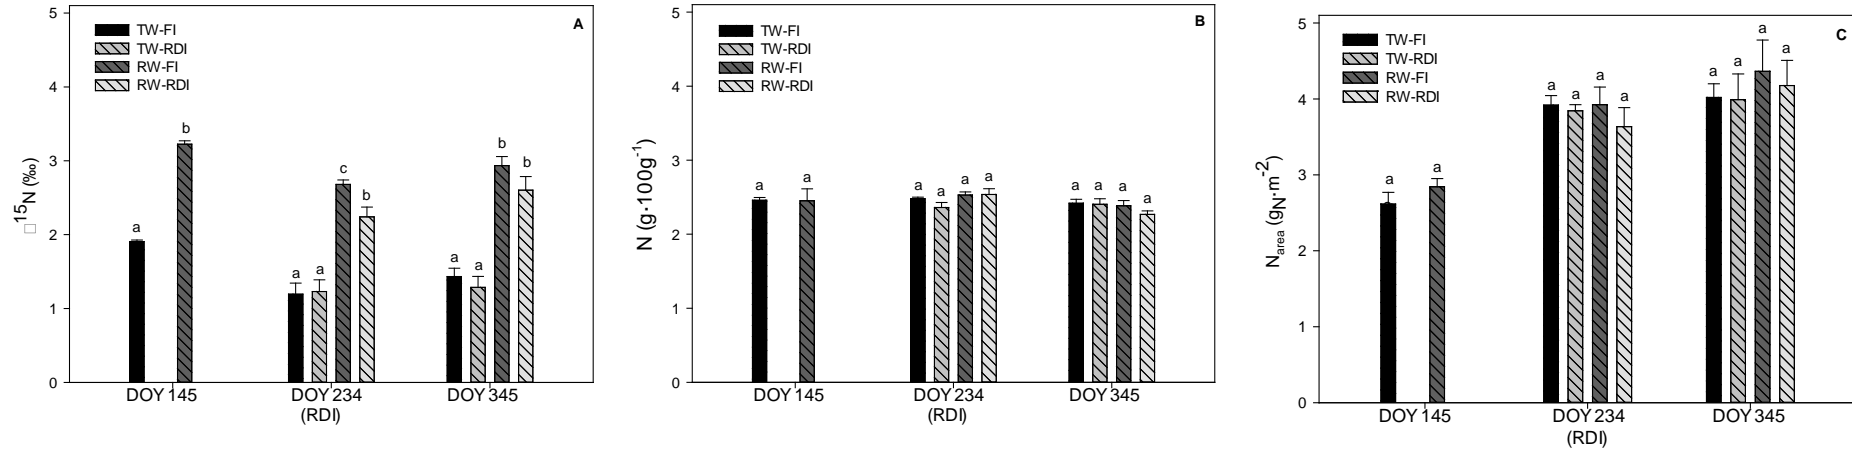 A
5
4
3
2
1
0
□15N (‰)
TW-FI
TW-RDI
RW-FI
RW-RDI
a
b
a
a
c
b
a
a
b
b
DOY 145
DOY 234
(RDI)
DOY 345
B
5
4
3
2
1
0
N (g·100g-1)
TW-FI
TW-RDI
RW-FI
RW-RDI
a
a
a
a
a
a
a
a
a
a
DOY 145
DOY 234
(RDI)
DOY 345
C
5
4
3
2
1
0
Narea (gN·m-2)
TW-FI
TW-RDI
RW-FI
RW-RDI
a
a
a
a
a
a
a
a
a
a
DOY 145
DOY 234
(RDI)
DOY 345